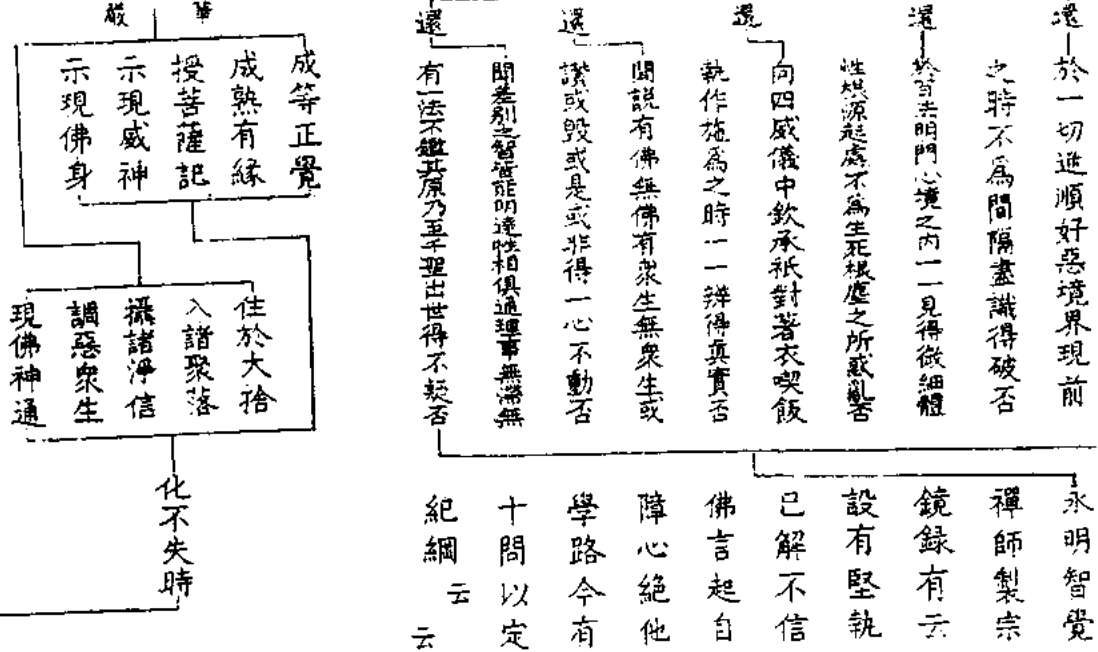 還
於一切違順好惡境界現前
之時不為間隔盡識得破否
還
於百法明門心境之內一一見得微細體
性根源起處不為生死根塵之所惑亂否
還
向四威儀中欽承祇對著衣喫飯
執作施為之時一一辨得真實否
還
聞說有佛無佛有衆生無衆生或
讚或毀或是或非得一心不動否
還
聞差別之智皆能明達性相俱通理事無滯無
有一法不鑑其原乃至千聖出世得不疑否
永明智覺
禪師製宗
鏡錄有云
設有堅執
已解不信
佛言起自
障心絕他
學路今有
十問以定
紀綱 云
云
華
嚴
成等正覺
成熟有緣
授菩薩記
示現威神
示現佛身
住於大捨
入諸聚落
攝諸淨信
調惡衆生
現佛神通
化不失時